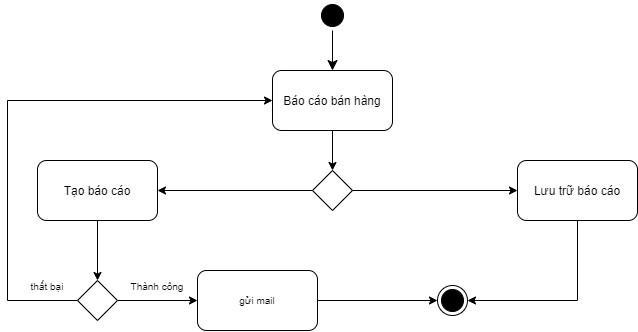 Báo cáo bán hàng
Tạo báo cáo
Lưu trữ báo cáo
thất bại
Thành công
gửi mail